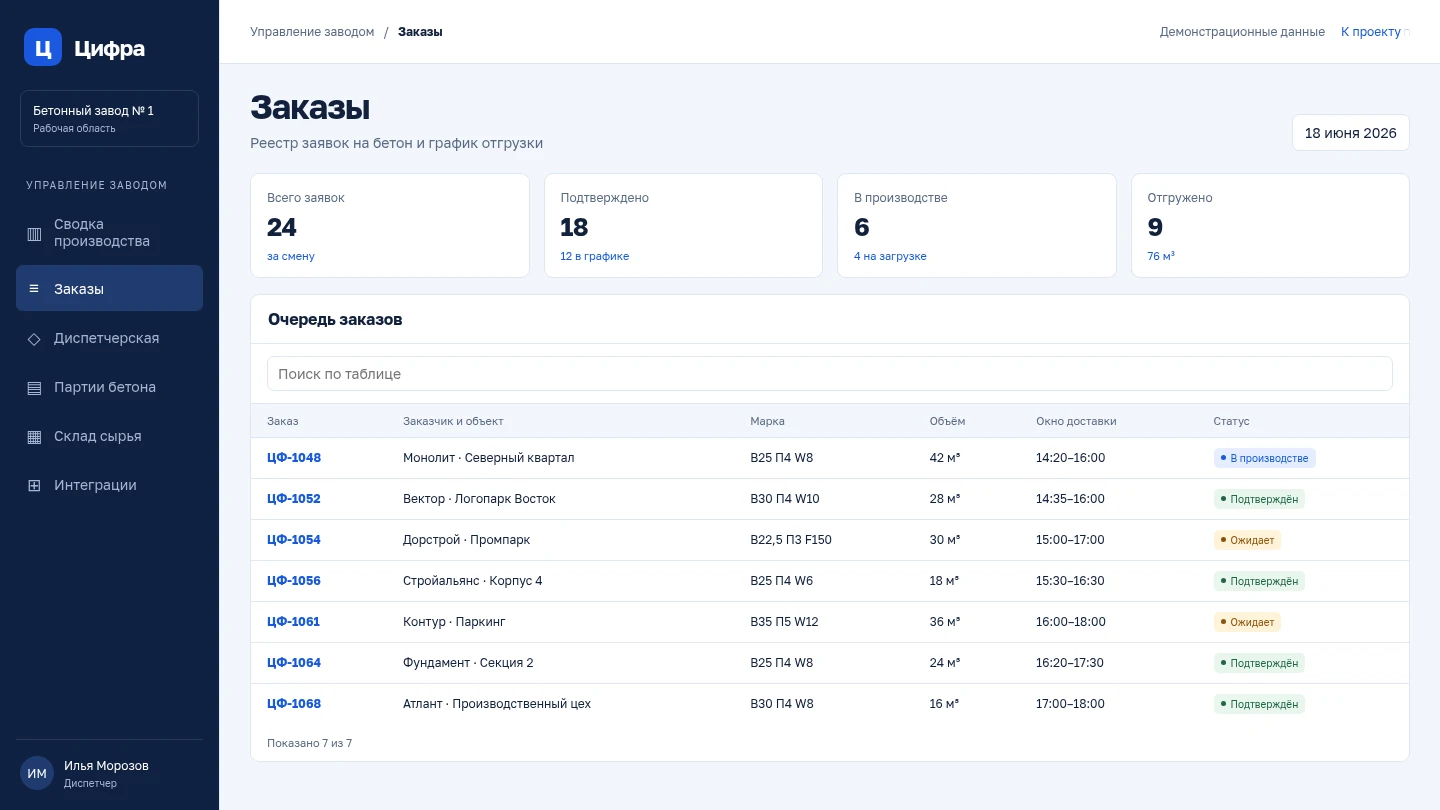 Ц Цифра
Бетонный завод № 1
Рабочая область
УПРАВЛЕНИЕ ЗАВОДОМ
Сводка
производства
Заказы
Диспетчерская
Партии бетона
Склад сырья
Интеграции
ИМ
Илья Морозов
Диспетчер
Управление заводом / Заказы
Демонстрационные данные К проекту
Заказы
Реестр заявок на бетон и график отгрузки
18 июня 2026
Всего заявок
24
за смену
Подтверждено
18
12 в графике
В производстве
6
4 на загрузке
Отгружено
9
76 м³
Очередь заказов
Поиск по таблице
Заказ Заказчик и объект Марка Объём Окно доставки Статус
ЦФ-1048 Монолит · Северный квартал B25 П4 W8 42 м³ 14:20–16:00 В производстве
ЦФ-1052 Вектор · Логопарк Восток B30 П4 W10 28 м³ 14:35–16:00 Подтверждён
ЦФ-1054 Дорстрой · Промпарк B22,5 П3 F150 30 м³ 15:00–17:00 Ожидает
ЦФ-1056 Стройальянс · Корпус 4 B25 П4 W6 18 м³ 15:30–16:30 Подтверждён
ЦФ-1061 Контур · Паркинг B35 П5 W12 36 м³ 16:00–18:00 Ожидает
ЦФ-1064 Фундамент · Секция 2 B25 П4 W8 24 м³ 16:20–17:30 Подтверждён
ЦФ-1068 Атлант · Производственный цех B30 П4 W8 16 м³ 17:00–18:00 Подтверждён
Показано 7 из 7